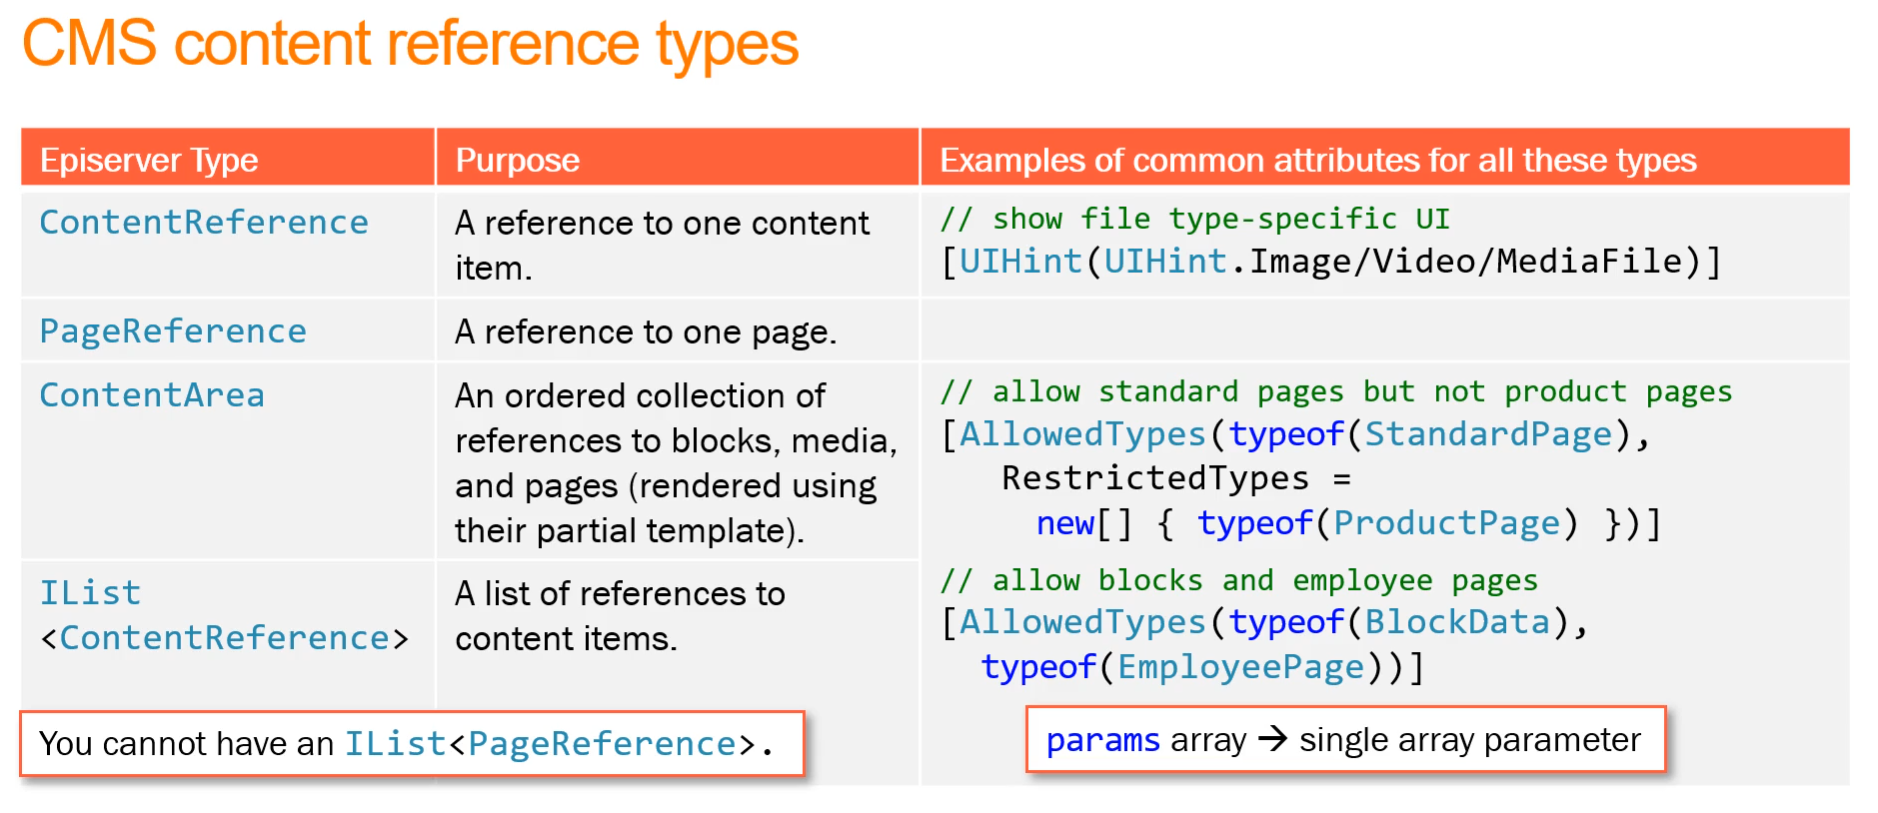 CMS content reference types
Episerver Type
Purpose
Examples of common attributes for all these types
ContentReference
A reference to one content
item.
// show file type-specific UI
[UIHint(UIHint.Image/Video/MediaFile)]
PageReference
A reference to one page.
ContentArea
An ordered collection of
references to blocks, media,
and pages (rendered using
their partial template).
// allow standard pages but not product pages
[AllowedTypes(typeof(StandardPage),
RestrictedTypes =
new[] { typeof(ProductPage) })]
IList
<ContentReference>
A list of references to
content items.
// allow blocks and employee pages
[AllowedTypes(typeof(BlockData),
typeof(EmployeePage))]
You cannot have an IList<PageReference>.
params array → single array parameter